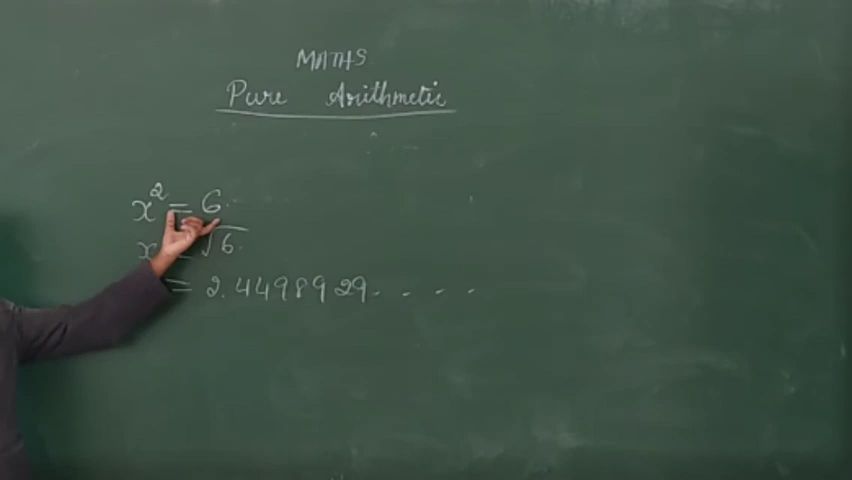 MATHS
Pure Arithmetic
x² = 6.
x = √6.
= 2.4498929. . . .